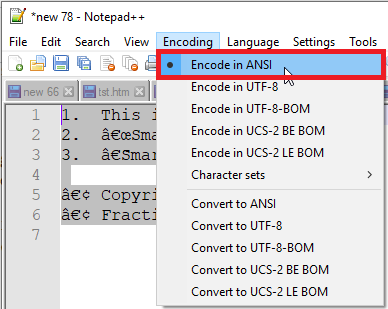 *new 78 - Notepad++
File Edit Search View Encoding Language Settings Tools
Encode in ANSI
Encode in UTF-8
Encode in UTF-8-BOM
Encode in UCS-2 BE BOM
Encode in UCS-2 LE BOM
Character sets
Convert to ANSI
Convert to UTF-8
Convert to UTF-8-BOM
Convert to UCS-2 BE BOM
Convert to UCS-2 LE BOM
new 66 tst.htm
1 1. This i
2 2. “Sma
3 3. ‘Smar
4
5 • Copyri
6 • Fracti
7